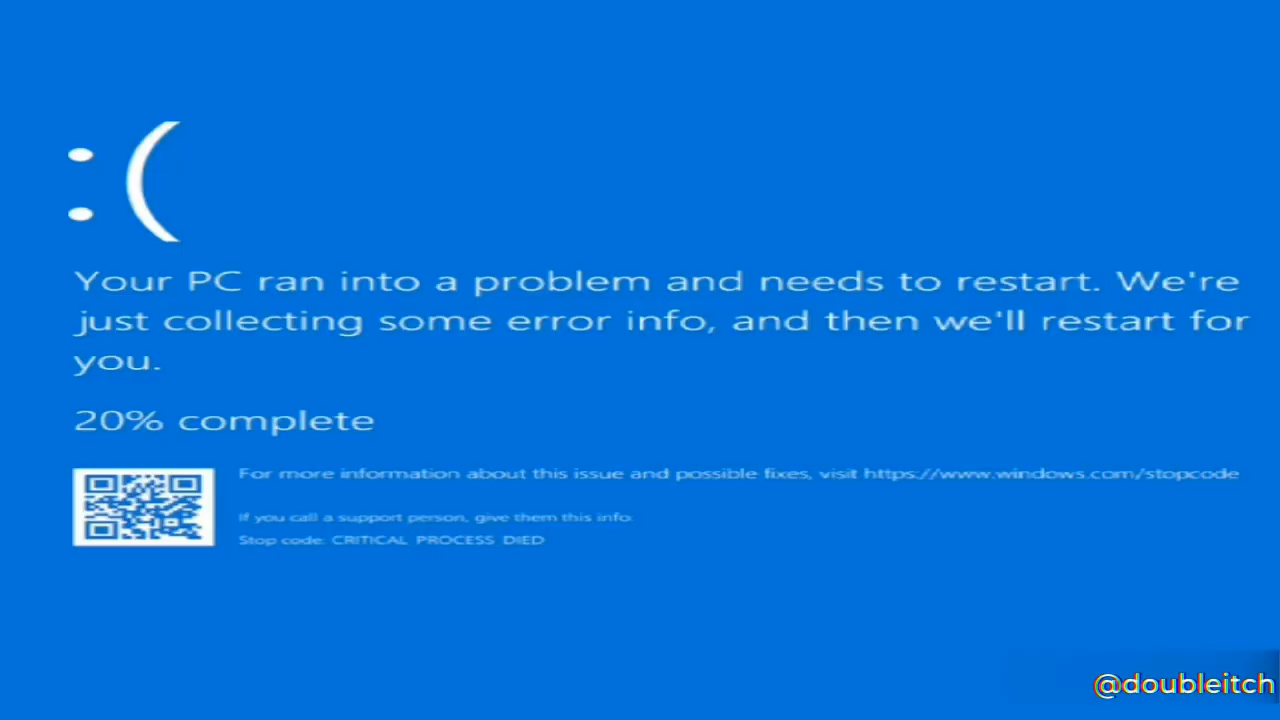 :(
Your PC ran into a problem and needs to restart. We're
just collecting some error info, and then we'll restart for
you.
20% complete
For more information about this issue and possible fixes, visit https://www.windows.com/stopcode
If you call a support person, give them this info:
Stop code: CRITICAL PROCESS DIED
@doubleitch